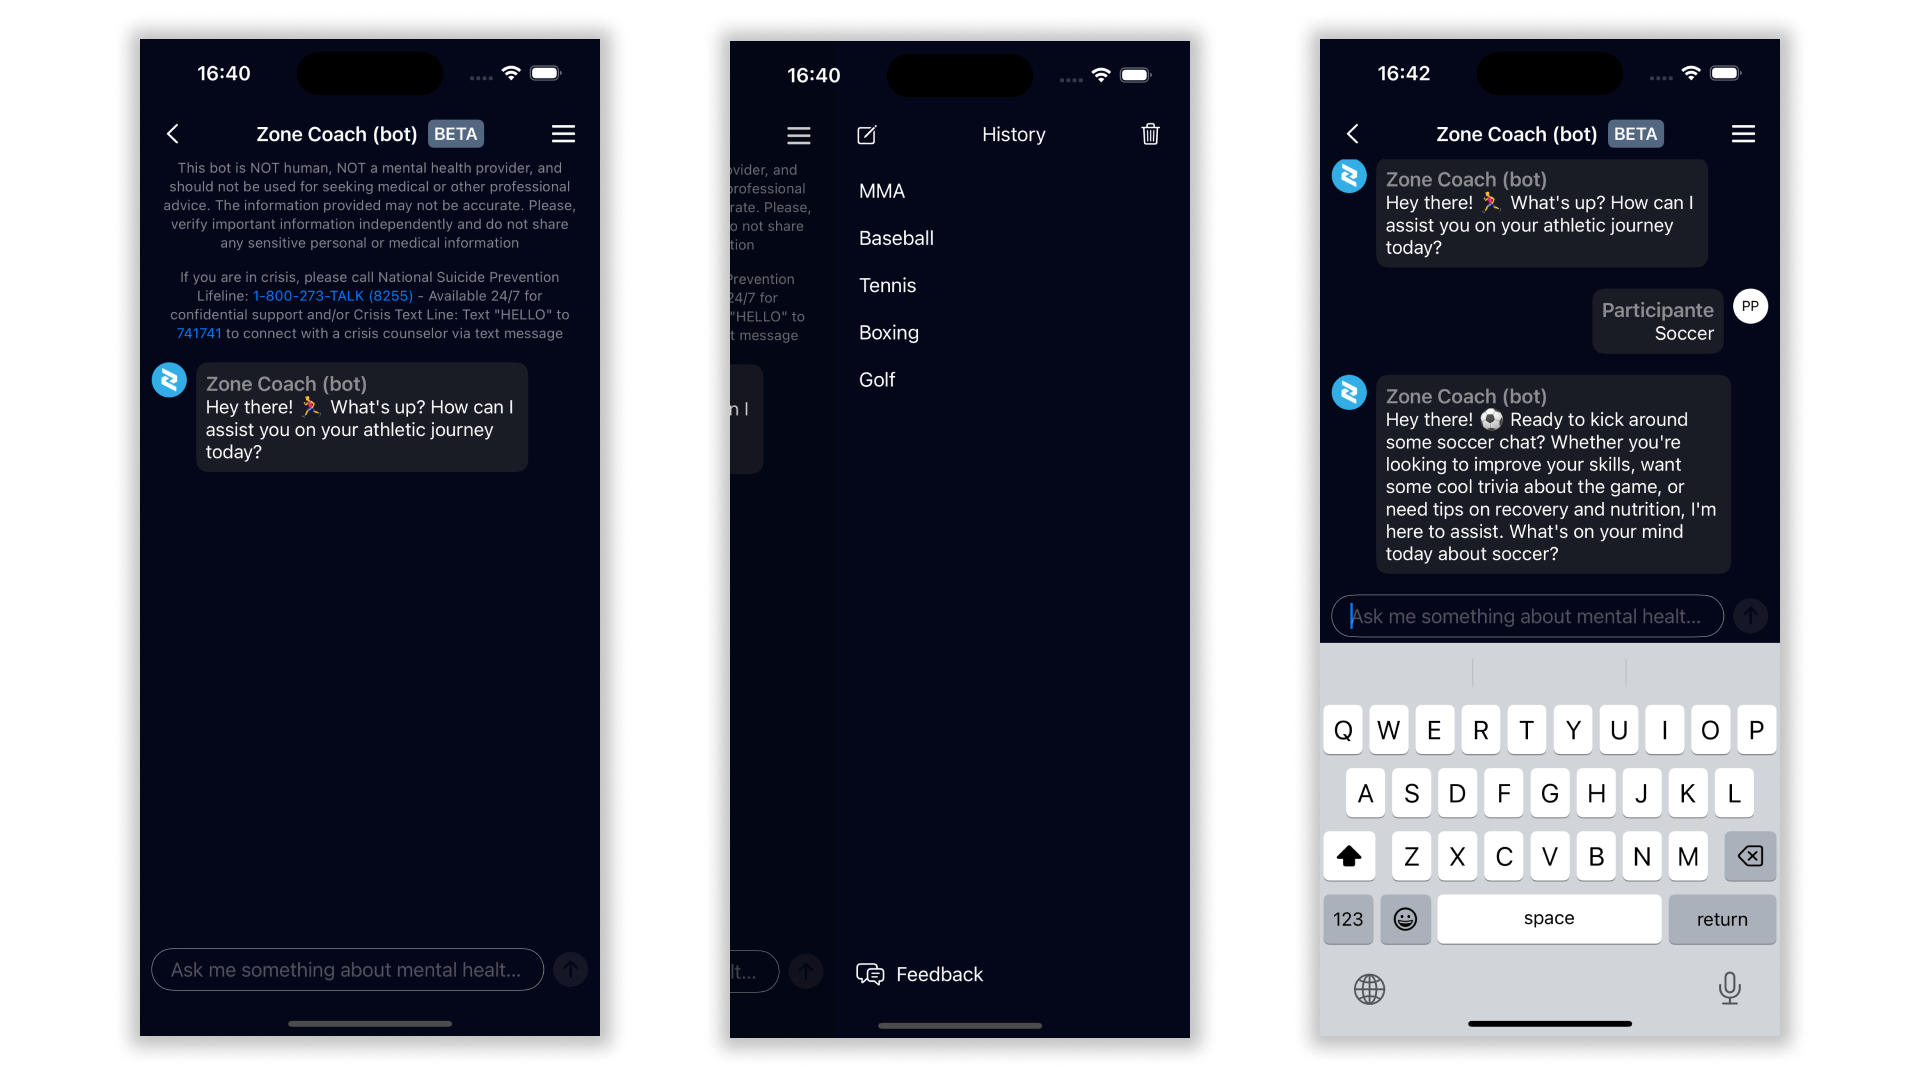 16:40
Zone Coach (bot) BETA
This bot is NOT human, NOT a mental health provider, and
should not be used for seeking medical or other professional
advice. The information provided may not be accurate. Please,
verify important information independently and do not share
any sensitive personal or medical information
If you are in crisis, please call National Suicide Prevention
Lifeline: 1-800-273-TALK (8255) - Available 24/7 for
confidential support and/or Crisis Text Line: Text "HELLO" to
741741 to connect with a crisis counselor via text message
Zone Coach (bot)
Hey there! 🏃 What's up? How can I
assist you on your athletic journey
today?
Ask me something about mental healt...
16:40
vider, and
professional
rate. Please,
o not share
tion
Prevention
24/7 for
"HELLO" to
t message
n I
lt...
History
MMA
Baseball
Tennis
Boxing
Golf
Feedback
16:42
Zone Coach (bot) BETA
Zone Coach (bot)
Hey there! 🏃 What's up? How can I
assist you on your athletic journey
today?
PP
Participante
Soccer
Zone Coach (bot)
Hey there! ⚽ Ready to kick around
some soccer chat? Whether you're
looking to improve your skills, want
some cool trivia about the game, or
need tips on recovery and nutrition, I'm
here to assist. What's on your mind
today about soccer?
Ask me something about mental healt...
Q W E R T Y U I O P
A S D F G H J K L
Z X C V B N M
123 space return